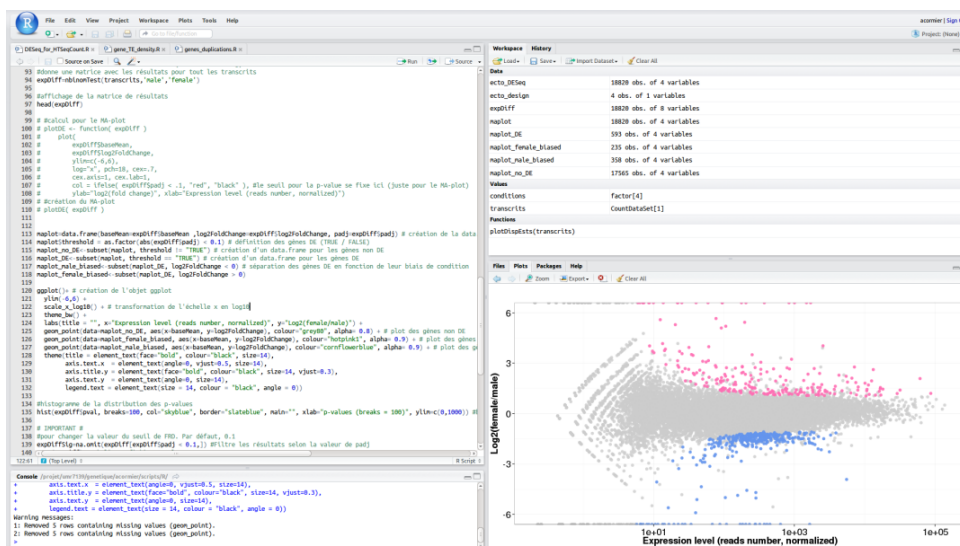 File Edit View Project Workspace Plots Tools Help
acornier | Sign
Go to file/function
Project: (None)
DESeq_for_HTSeqCount.R × gene_TE_density.R × genes_duplications.R ×
Source on Save
Run
Source
93 #donne une matrice avec les résultats pour tout les transcrits
94 expDiff=nbinomTest(transcrits,'male','female')
95
96 #affichage de la matrice de résultats
97 head(expDiff)
98
99 # #calcul pour le MA-plot
100 # plotDE <- function( expDiff )
101 # plot(
102 # expDiff$baseMean,
103 # expDiff$log2FoldChange,
104 # ylim=c(-6,6),
105 # log="x", pch=18, cex=.7,
106 # cex.axis=1, cex.lab=1,
107 # col = ifelse( expDiff$padj < .1, "red", "black" ), #le seuil pour la p-value se fixe ici (juste pour le MA-plot)
108 # ylab="log2(fold change)", xlab="Expression level (reads number, normalized)")
109 # #création du MA-plot
110 # plotDE( expDiff )
111
112
113 maplot=data.frame(baseMean=expDiff$baseMean ,log2FoldChange=expDiff$log2FoldChange, padj=expDiff$padj) # création de la data
114 maplot$threshold = as.factor(abs(expDiff$padj) < 0.1) # définition des gènes DE (TRUE / FALSE)
115 maplot_no_DE<-subset(maplot, threshold != "TRUE") # création d'un data.frame pour les gènes non DE
116 maplot_DE<-subset(maplot, threshold == "TRUE") # création d'un data.frame pour les gènes DE
117 maplot_male_biased<-subset(maplot_DE, log2FoldChange < 0) # séparation des gènes DE en fonction de leur biais de condition
118 maplot_female_biased<-subset(maplot_DE, log2FoldChange > 0)
119
120 ggplot()+ # création de l'objet ggplot
121 ylim(-6,6) +
122 scale_x_log10() + # transformation de l'échelle x en log10
123 theme_bw() +
124 labs(title = "", x="Expression level (reads number, normalized)", y="Log2(female/male)") +
125 geom_point(data=maplot_no_DE, aes(x=baseMean, y=log2FoldChange), colour="grey80", alpha= 0.8) + # plot des gènes non DE
126 geom_point(data=maplot_female_biased, aes(x=baseMean, y=log2FoldChange), colour="hotpink1", alpha= 0.9) + # plot des gènes
127 geom_point(data=maplot_male_biased, aes(x=baseMean, y=log2FoldChange), colour="cornflowerblue", alpha= 0.9) + # plot des gè
128 theme(title = element_text(face="bold", colour="black", size=14),
129 axis.text.x = element_text(angle=0, vjust=0.5, size=14),
130 axis.title.y = element_text(face="bold", colour="black", size=14, vjust=0.3),
131 axis.text.y = element_text(angle=0, size=14),
132 legend.text = element_text(size = 14, colour = "black", angle = 0))
133
134 #histogramme de la distribution des p-values
135 hist(expDiff$pval, breaks=100, col="skyblue", border="slateblue", main="", xlab="p-values (breaks = 100)", ylim=c(0,1000))
136
137 # IMPORTANT #
138 #pour changer la valeur du seuil de FRD. Par défaut, 0.1
139 expDiffSig=na.omit(expDiff[expDiff$padj < 0.1,]) #filtre les résultats selon la valeur de padj
140
122:61 (Top Level)
R Script
Console /projet/umr7139/genetique/acornier/scripts/R/
+ axis.text.x = element_text(angle=0, vjust=0.5, size=14),
+ axis.title.y = element_text(face="bold", colour="black", size=14, vjust=0.3),
+ axis.text.y = element_text(angle=0, size=14),
+ legend.text = element_text(size = 14, colour = "black", angle = 0))
Warning messages:
1: Removed 5 rows containing missing values (geom_point).
2: Removed 5 rows containing missing values (geom_point).
>
Workspace History
Load Save Import Dataset Clear All
Data
ecto_DESeq 18020 obs. of 4 variables
ecto_design 4 obs. of 1 variables
expDiff 18020 obs. of 8 variables
maplot 18020 obs. of 4 variables
maplot_DE 593 obs. of 4 variables
maplot_female_biased 235 obs. of 4 variables
maplot_male_biased 358 obs. of 4 variables
maplot_no_DE 17565 obs. of 4 variables
Values
conditions factor[4]
transcrits CountDataSet[1]
Functions
plotDispEsts(transcrits)
Files Plots Packages Help
Zoom Export Clear All
Log2(female/male)
6
3
0
-3
-6
1e+01 1e+03 1e+05
Expression level (reads number, normalized)